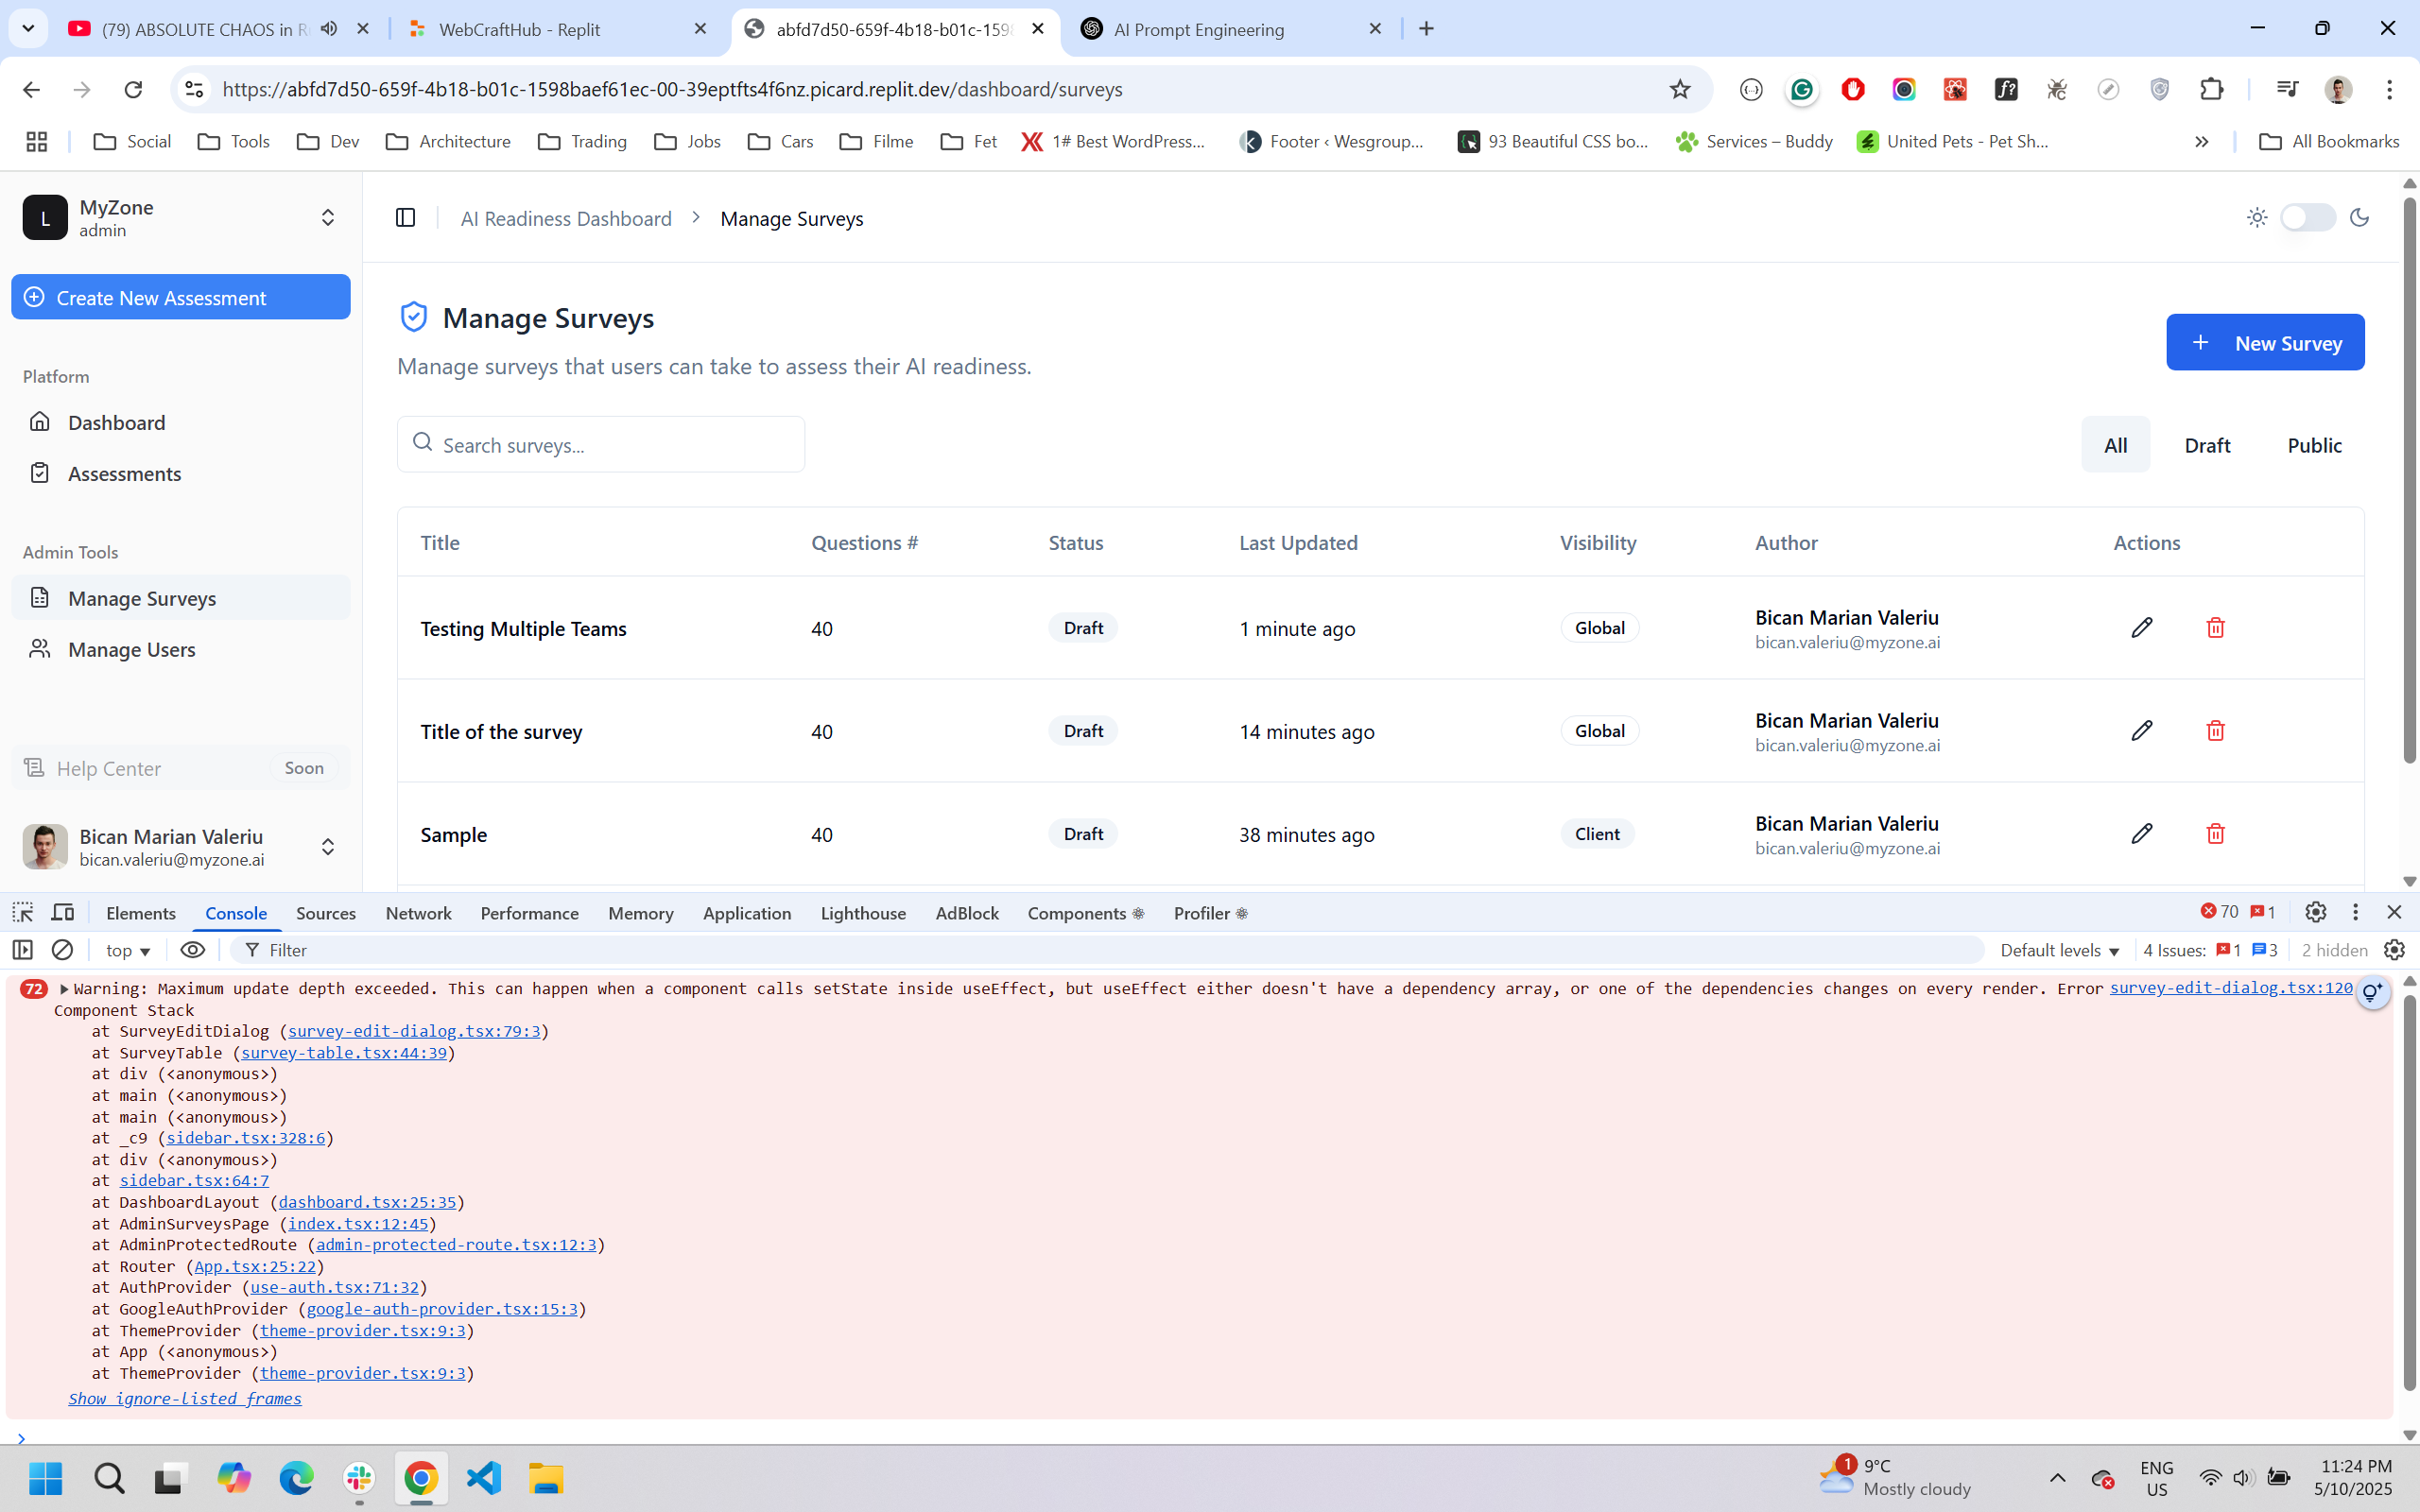 (79) ABSOLUTE CHAOS in R
WebCraftHub - Replit
abfd7d50-659f-4b18-b01c-159
AI Prompt Engineering
https://abfd7d50-659f-4b18-b01c-1598baef61ec-00-39eptfts4f6nz.picard.replit.dev/dashboard/surveys
Social
Tools
Dev
Architecture
Trading
Jobs
Cars
Filme
Fet
1# Best WordPress...
Footer ‹ Wesgroup...
93 Beautiful CSS bo...
Services – Buddy
United Pets - Pet Sh...
All Bookmarks
L
MyZone
admin
Create New Assessment
Platform
Dashboard
Assessments
Admin Tools
Manage Surveys
Manage Users
Help Center
Soon
Bican Marian Valeriu
bican.valeriu@myzone.ai
AI Readiness Dashboard
Manage Surveys
Manage Surveys
Manage surveys that users can take to assess their AI readiness.
New Survey
Search surveys...
All
Draft
Public
Title Questions # Status Last Updated Visibility Author Actions
Testing Multiple Teams 40 Draft 1 minute ago Global Bican Marian Valeriu
bican.valeriu@myzone.ai
Title of the survey 40 Draft 14 minutes ago Global Bican Marian Valeriu
bican.valeriu@myzone.ai
Sample 40 Draft 38 minutes ago Client Bican Marian Valeriu
bican.valeriu@myzone.ai
Elements Console Sources Network Performance Memory Application Lighthouse AdBlock Components Profiler
70 1
top Filter Default levels 4 Issues: 1 3 2 hidden
72 Warning: Maximum update depth exceeded. This can happen when a component calls setState inside useEffect, but useEffect either doesn't have a dependency array, or one of the dependencies changes on every render. Error survey-edit-dialog.tsx:120
Component Stack
at SurveyEditDialog (survey-edit-dialog.tsx:79:3)
at SurveyTable (survey-table.tsx:44:39)
at div (<anonymous>)
at main (<anonymous>)
at main (<anonymous>)
at _c9 (sidebar.tsx:328:6)
at div (<anonymous>)
at sidebar.tsx:64:7
at DashboardLayout (dashboard.tsx:25:35)
at AdminSurveysPage (index.tsx:12:45)
at AdminProtectedRoute (admin-protected-route.tsx:12:3)
at Router (App.tsx:25:22)
at AuthProvider (use-auth.tsx:71:32)
at GoogleAuthProvider (google-auth-provider.tsx:15:3)
at ThemeProvider (theme-provider.tsx:9:3)
at App (<anonymous>)
at ThemeProvider (theme-provider.tsx:9:3)
Show ignore-listed frames
1
9°C
Mostly cloudy
ENG
US
11:24 PM
5/10/2025